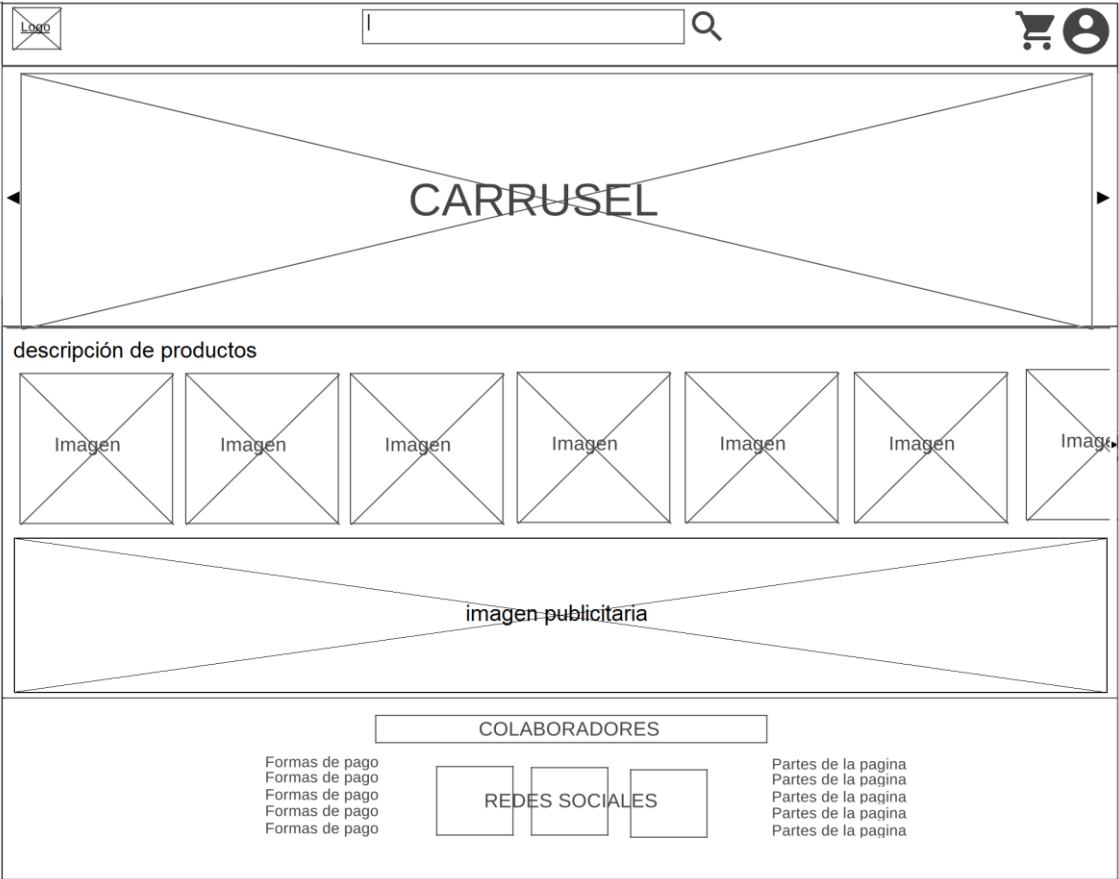 Logo
CARRUSEL
descripción de productos
Imagen
Imagen
Imagen
Imagen
Imagen
Imagen
Image
imagen publicitaria
COLABORADORES
Formas de pago
Formas de pago
Formas de pago
Formas de pago
Formas de pago
REDES SOCIALES
Partes de la pagina
Partes de la pagina
Partes de la pagina
Partes de la pagina
Partes de la pagina